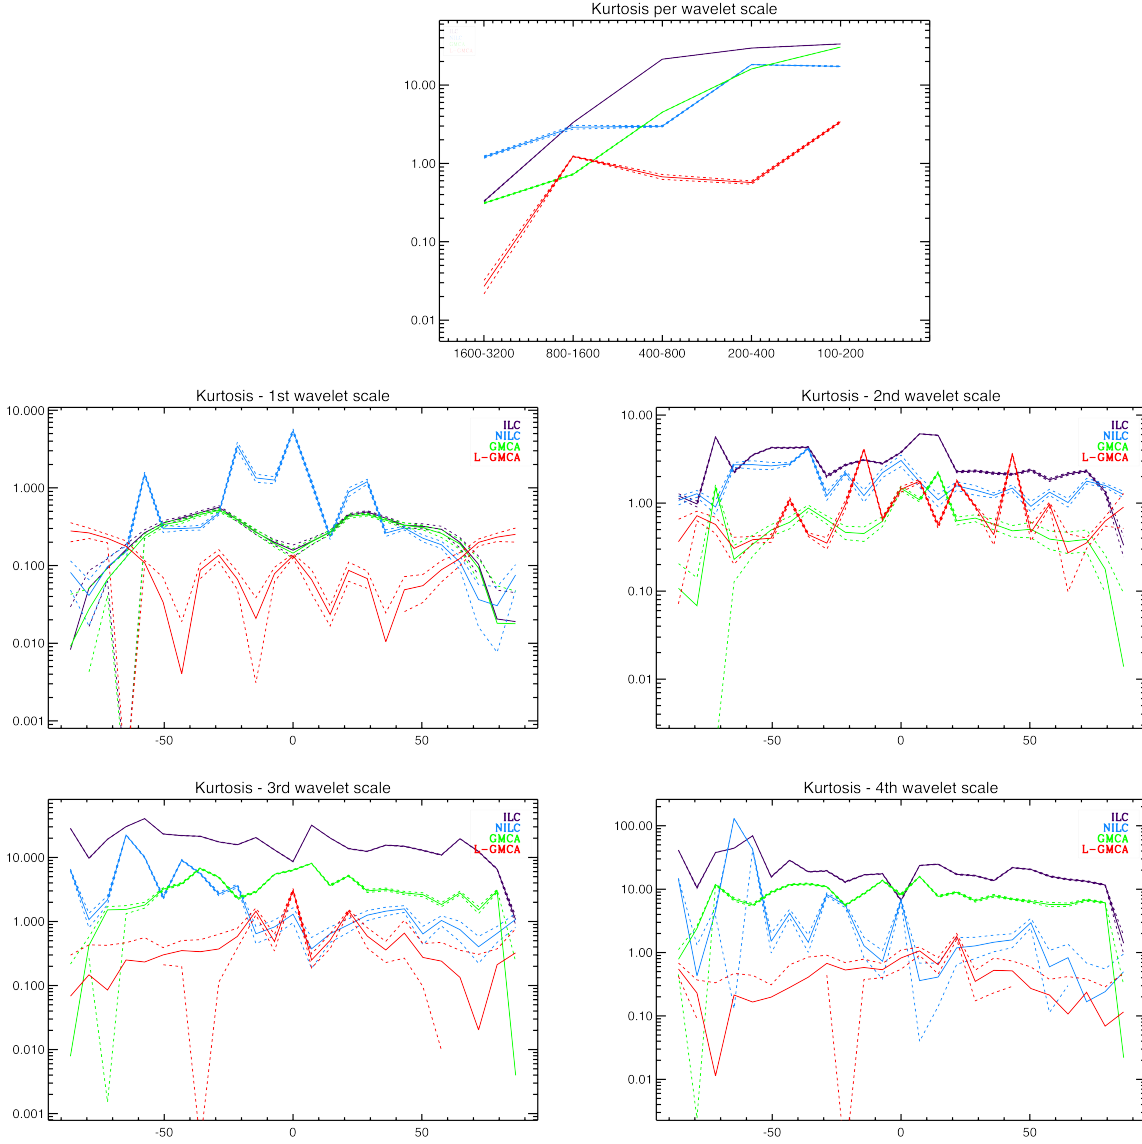 Kurtosis per wavelet scale
L-GMCA
10.00
1.00
0.10
0.01
1600-3200 800-1600 400-800 200-400 100-200
Kurtosis - 1st wavelet scale
10.000
1.000
0.100
0.010
0.001
ILC
NILC
GMCA
L-GMCA
-50 0 50
Kurtosis - 2nd wavelet scale
10.00
1.00
0.10
0.01
ILC
NILC
GMCA
L-GMCA
-50 0 50
Kurtosis - 3rd wavelet scale
10.000
1.000
0.100
0.010
0.001
ILC
NILC
GMCA
L-GMCA
-50 0 50
Kurtosis - 4th wavelet scale
100.00
10.00
1.00
0.10
0.01
ILC
NILC
GMCA
L-GMCA
-50 0 50